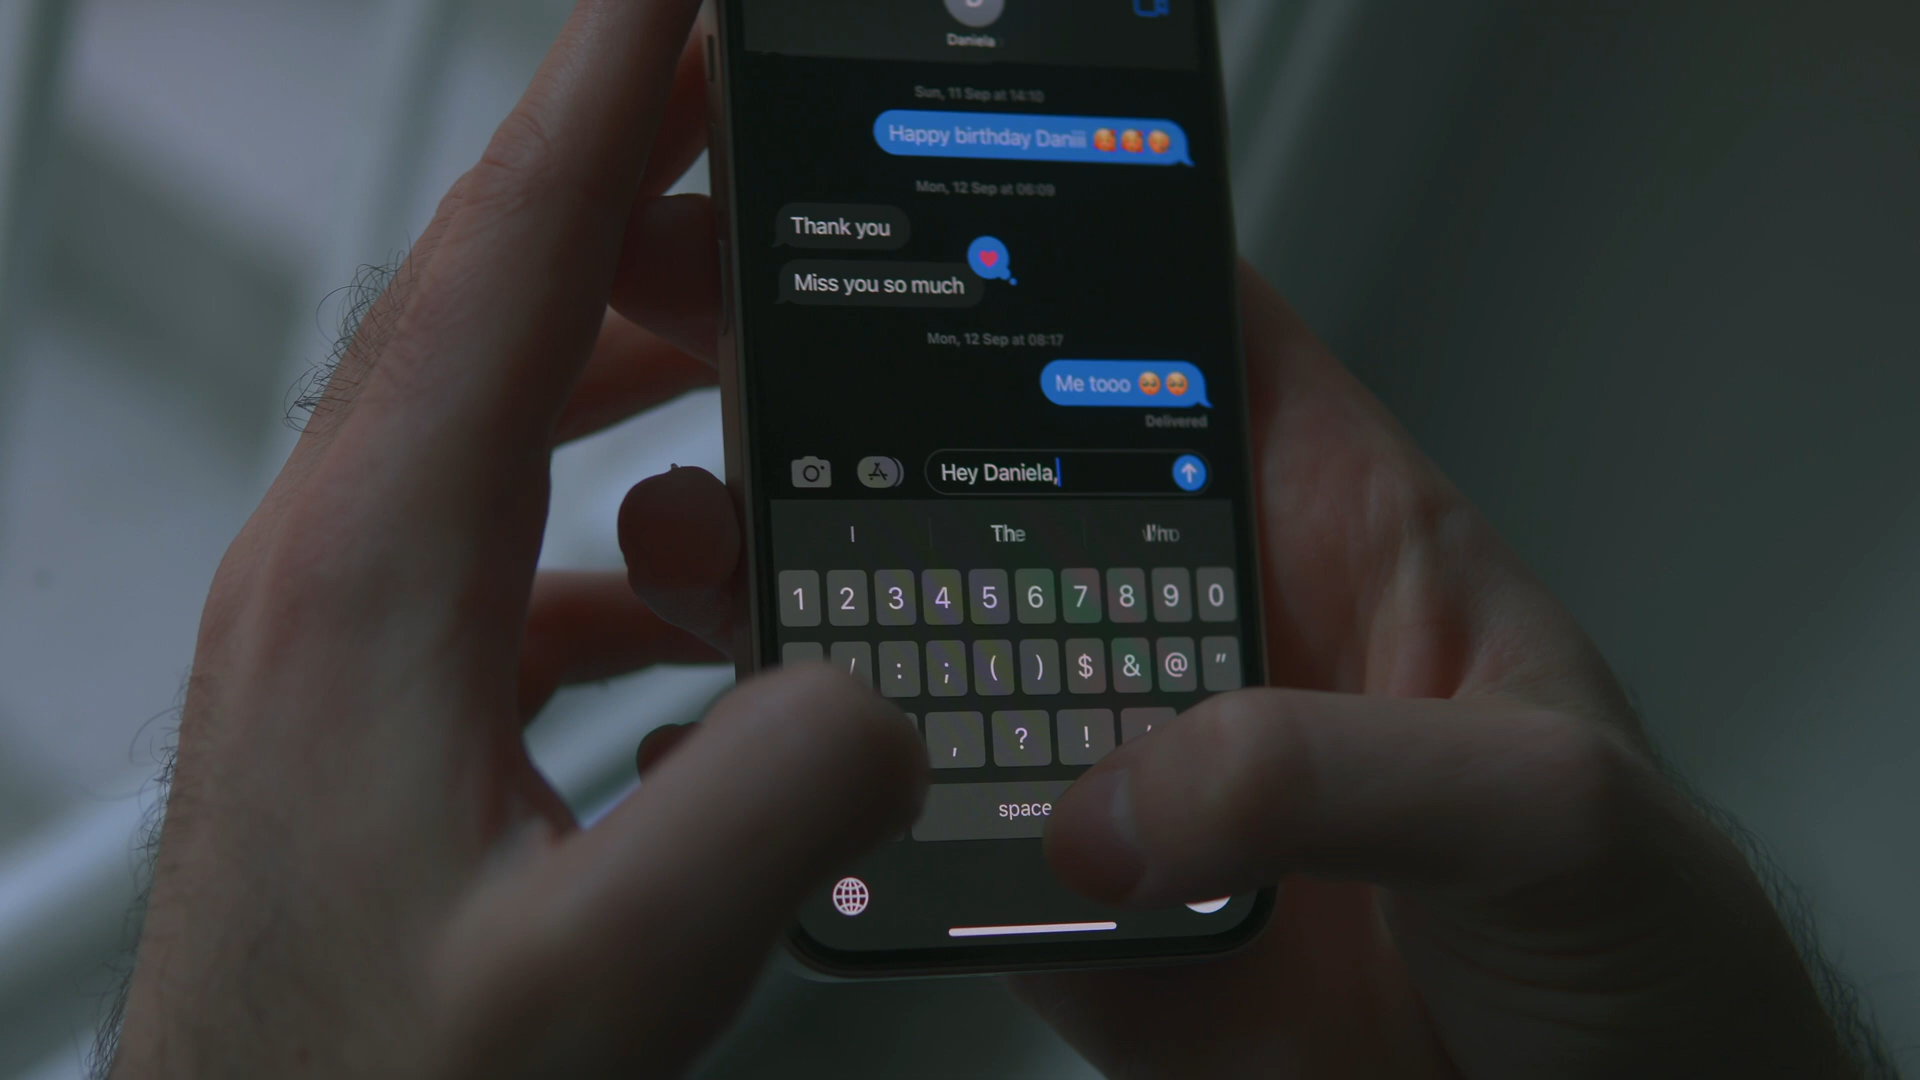 Daniela
Sun, 11 Sep at 14:10
Happy birthday Daniiii 🥰🥰🥰
Mon, 12 Sep at 06:09
Thank you
Miss you so much
Mon, 12 Sep at 08:17
Me tooo 🥺🥺
Delivered
Hey Daniela,
I The
1 2 3 4 5 6 7 8 9 0
/ : ; ( ) $ & @ "
, ? ! '
space